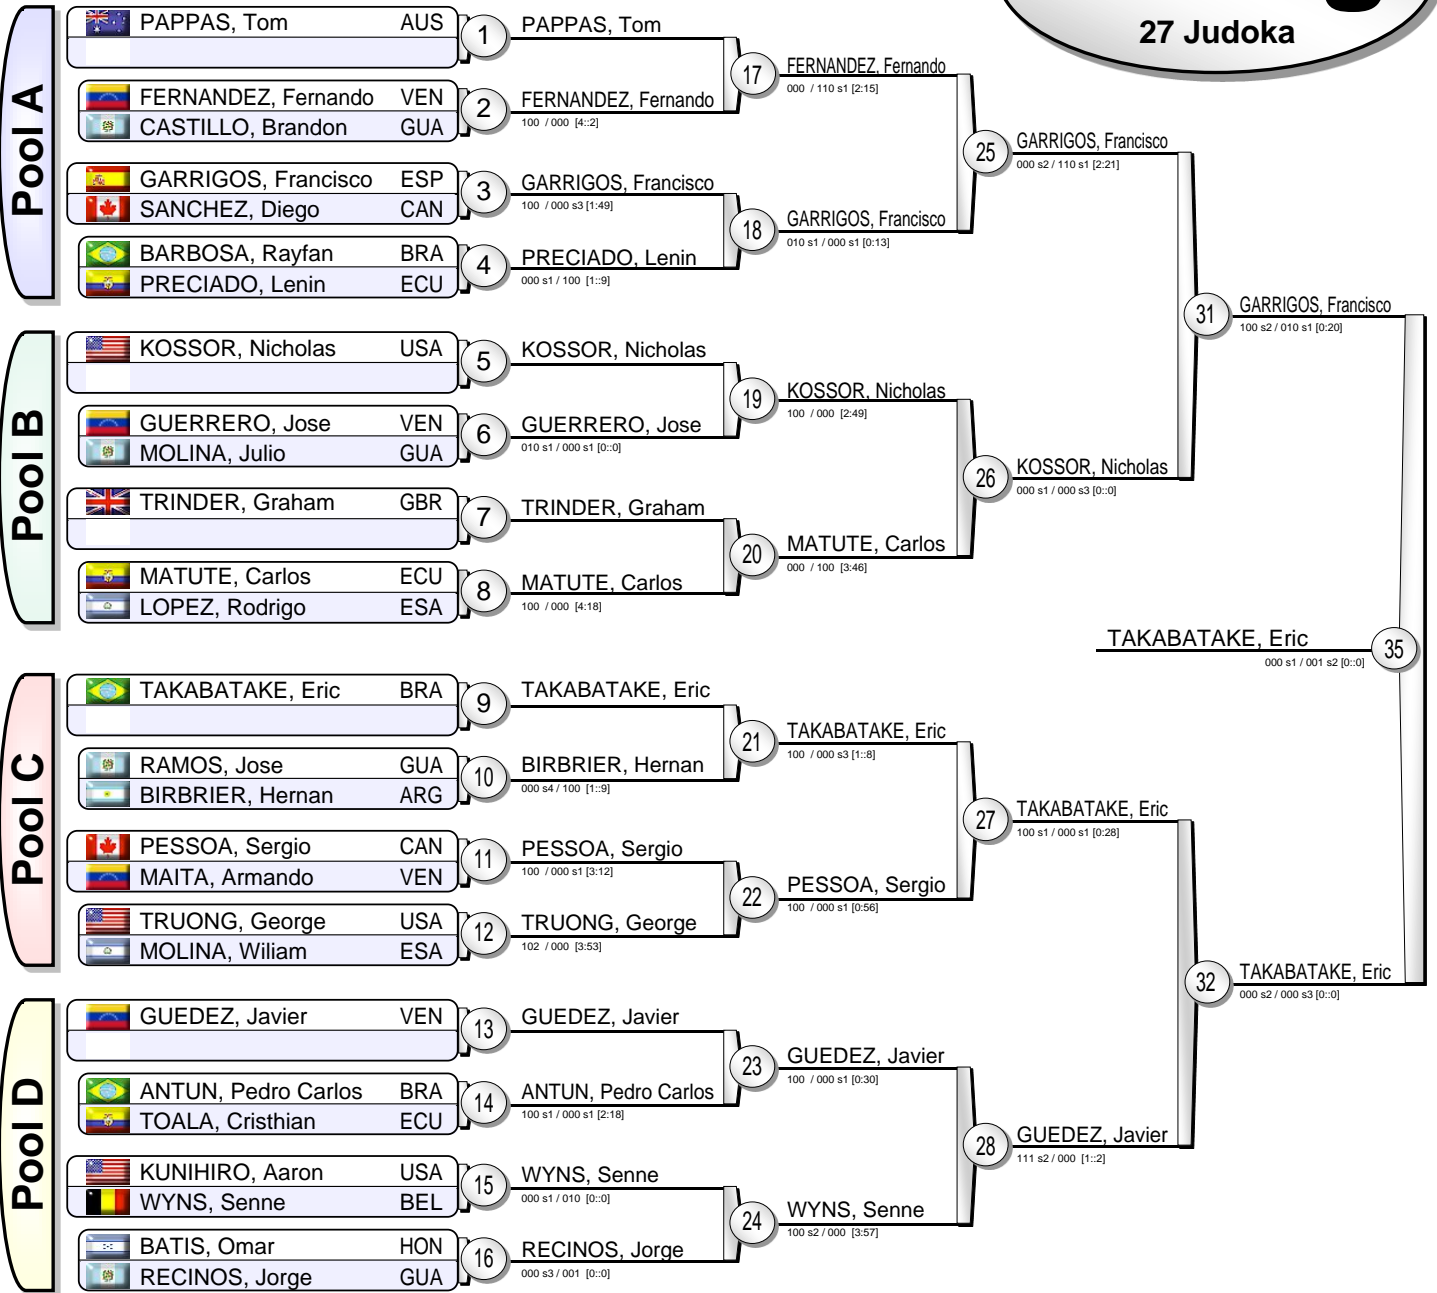 27 Judoka
Pool A
PAPPAS, Tom AUS
FERNANDEZ, Fernando VEN
CASTILLO, Brandon GUA
GARRIGOS, Francisco ESP
SANCHEZ, Diego CAN
BARBOSA, Rayfan BRA
PRECIADO, Lenin ECU
Pool B
KOSSOR, Nicholas USA
GUERRERO, Jose VEN
MOLINA, Julio GUA
TRINDER, Graham GBR
MATUTE, Carlos ECU
LOPEZ, Rodrigo ESA
Pool C
TAKABATAKE, Eric BRA
RAMOS, Jose GUA
BIRBRIER, Hernan ARG
PESSOA, Sergio CAN
MAITA, Armando VEN
TRUONG, George USA
MOLINA, Wiliam ESA
Pool D
GUEDEZ, Javier VEN
ANTUN, Pedro Carlos BRA
TOALA, Cristhian ECU
KUNIHIRO, Aaron USA
WYNS, Senne BEL
BATIS, Omar HON
RECINOS, Jorge GUA
1 PAPPAS, Tom
2 FERNANDEZ, Fernando
100 / 000 [4::2]
3 GARRIGOS, Francisco
100 / 000 s3 [1:49]
4 PRECIADO, Lenin
000 s1 / 100 [1::9]
5 KOSSOR, Nicholas
6 GUERRERO, Jose
010 s1 / 000 s1 [0::0]
7 TRINDER, Graham
8 MATUTE, Carlos
100 / 000 [4:18]
9 TAKABATAKE, Eric
10 BIRBRIER, Hernan
000 s4 / 100 [1::9]
11 PESSOA, Sergio
100 / 000 s1 [3:12]
12 TRUONG, George
102 / 000 [3:53]
13 GUEDEZ, Javier
14 ANTUN, Pedro Carlos
100 s1 / 000 s1 [2:18]
15 WYNS, Senne
000 s1 / 010 [0::0]
16 RECINOS, Jorge
000 s3 / 001 [0::0]
17 FERNANDEZ, Fernando
000 / 110 s1 [2:15]
18 GARRIGOS, Francisco
010 s1 / 000 s1 [0:13]
19 KOSSOR, Nicholas
100 / 000 [2:49]
20 MATUTE, Carlos
000 / 100 [3:46]
21 TAKABATAKE, Eric
100 / 000 s3 [1::8]
22 PESSOA, Sergio
100 / 000 s1 [0:56]
23 GUEDEZ, Javier
100 / 000 s1 [0:30]
24 WYNS, Senne
100 s2 / 000 [3:57]
25 GARRIGOS, Francisco
000 s2 / 110 s1 [2:21]
26 KOSSOR, Nicholas
000 s1 / 000 s3 [0::0]
27 TAKABATAKE, Eric
100 s1 / 000 s1 [0:28]
28 GUEDEZ, Javier
111 s2 / 000 [1::2]
31 GARRIGOS, Francisco
100 s2 / 010 s1 [0:20]
32 TAKABATAKE, Eric
000 s2 / 000 s3 [0::0]
TAKABATAKE, Eric 35
000 s1 / 001 s2 [0::0]